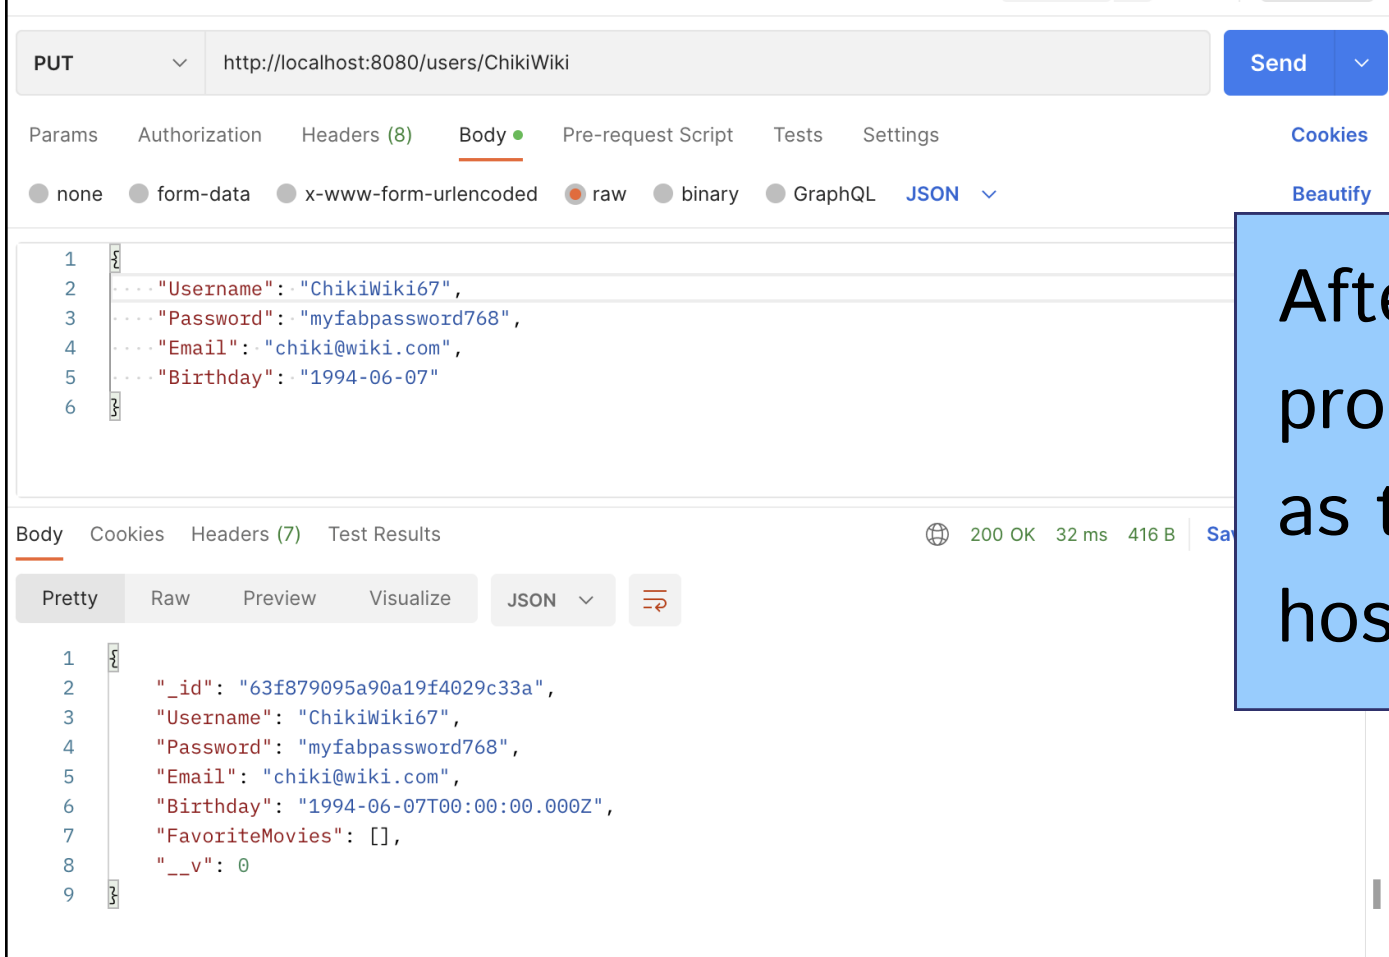 PUT http://localhost:8080/users/ChikiWiki Send
Params Authorization Headers (8) Body Pre-request Script Tests Settings Cookies
none form-data x-www-form-urlencoded raw binary GraphQL JSON Beautify
1 {
2 "Username": "ChikiWiki67",
3 "Password": "myfabpassword768",
4 "Email": "chiki@wiki.com",
5 "Birthday": "1994-06-07"
6 }
Body Cookies Headers (7) Test Results 200 OK 32 ms 416 B
Pretty Raw Preview Visualize JSON
1 {
2 "_id": "63f879095a90a19f4029c33a",
3 "Username": "ChikiWiki67",
4 "Password": "myfabpassword768",
5 "Email": "chiki@wiki.com",
6 "Birthday": "1994-06-07T00:00:00.000Z",
7 "FavoriteMovies": [],
8 "__v": 0
9 }
as